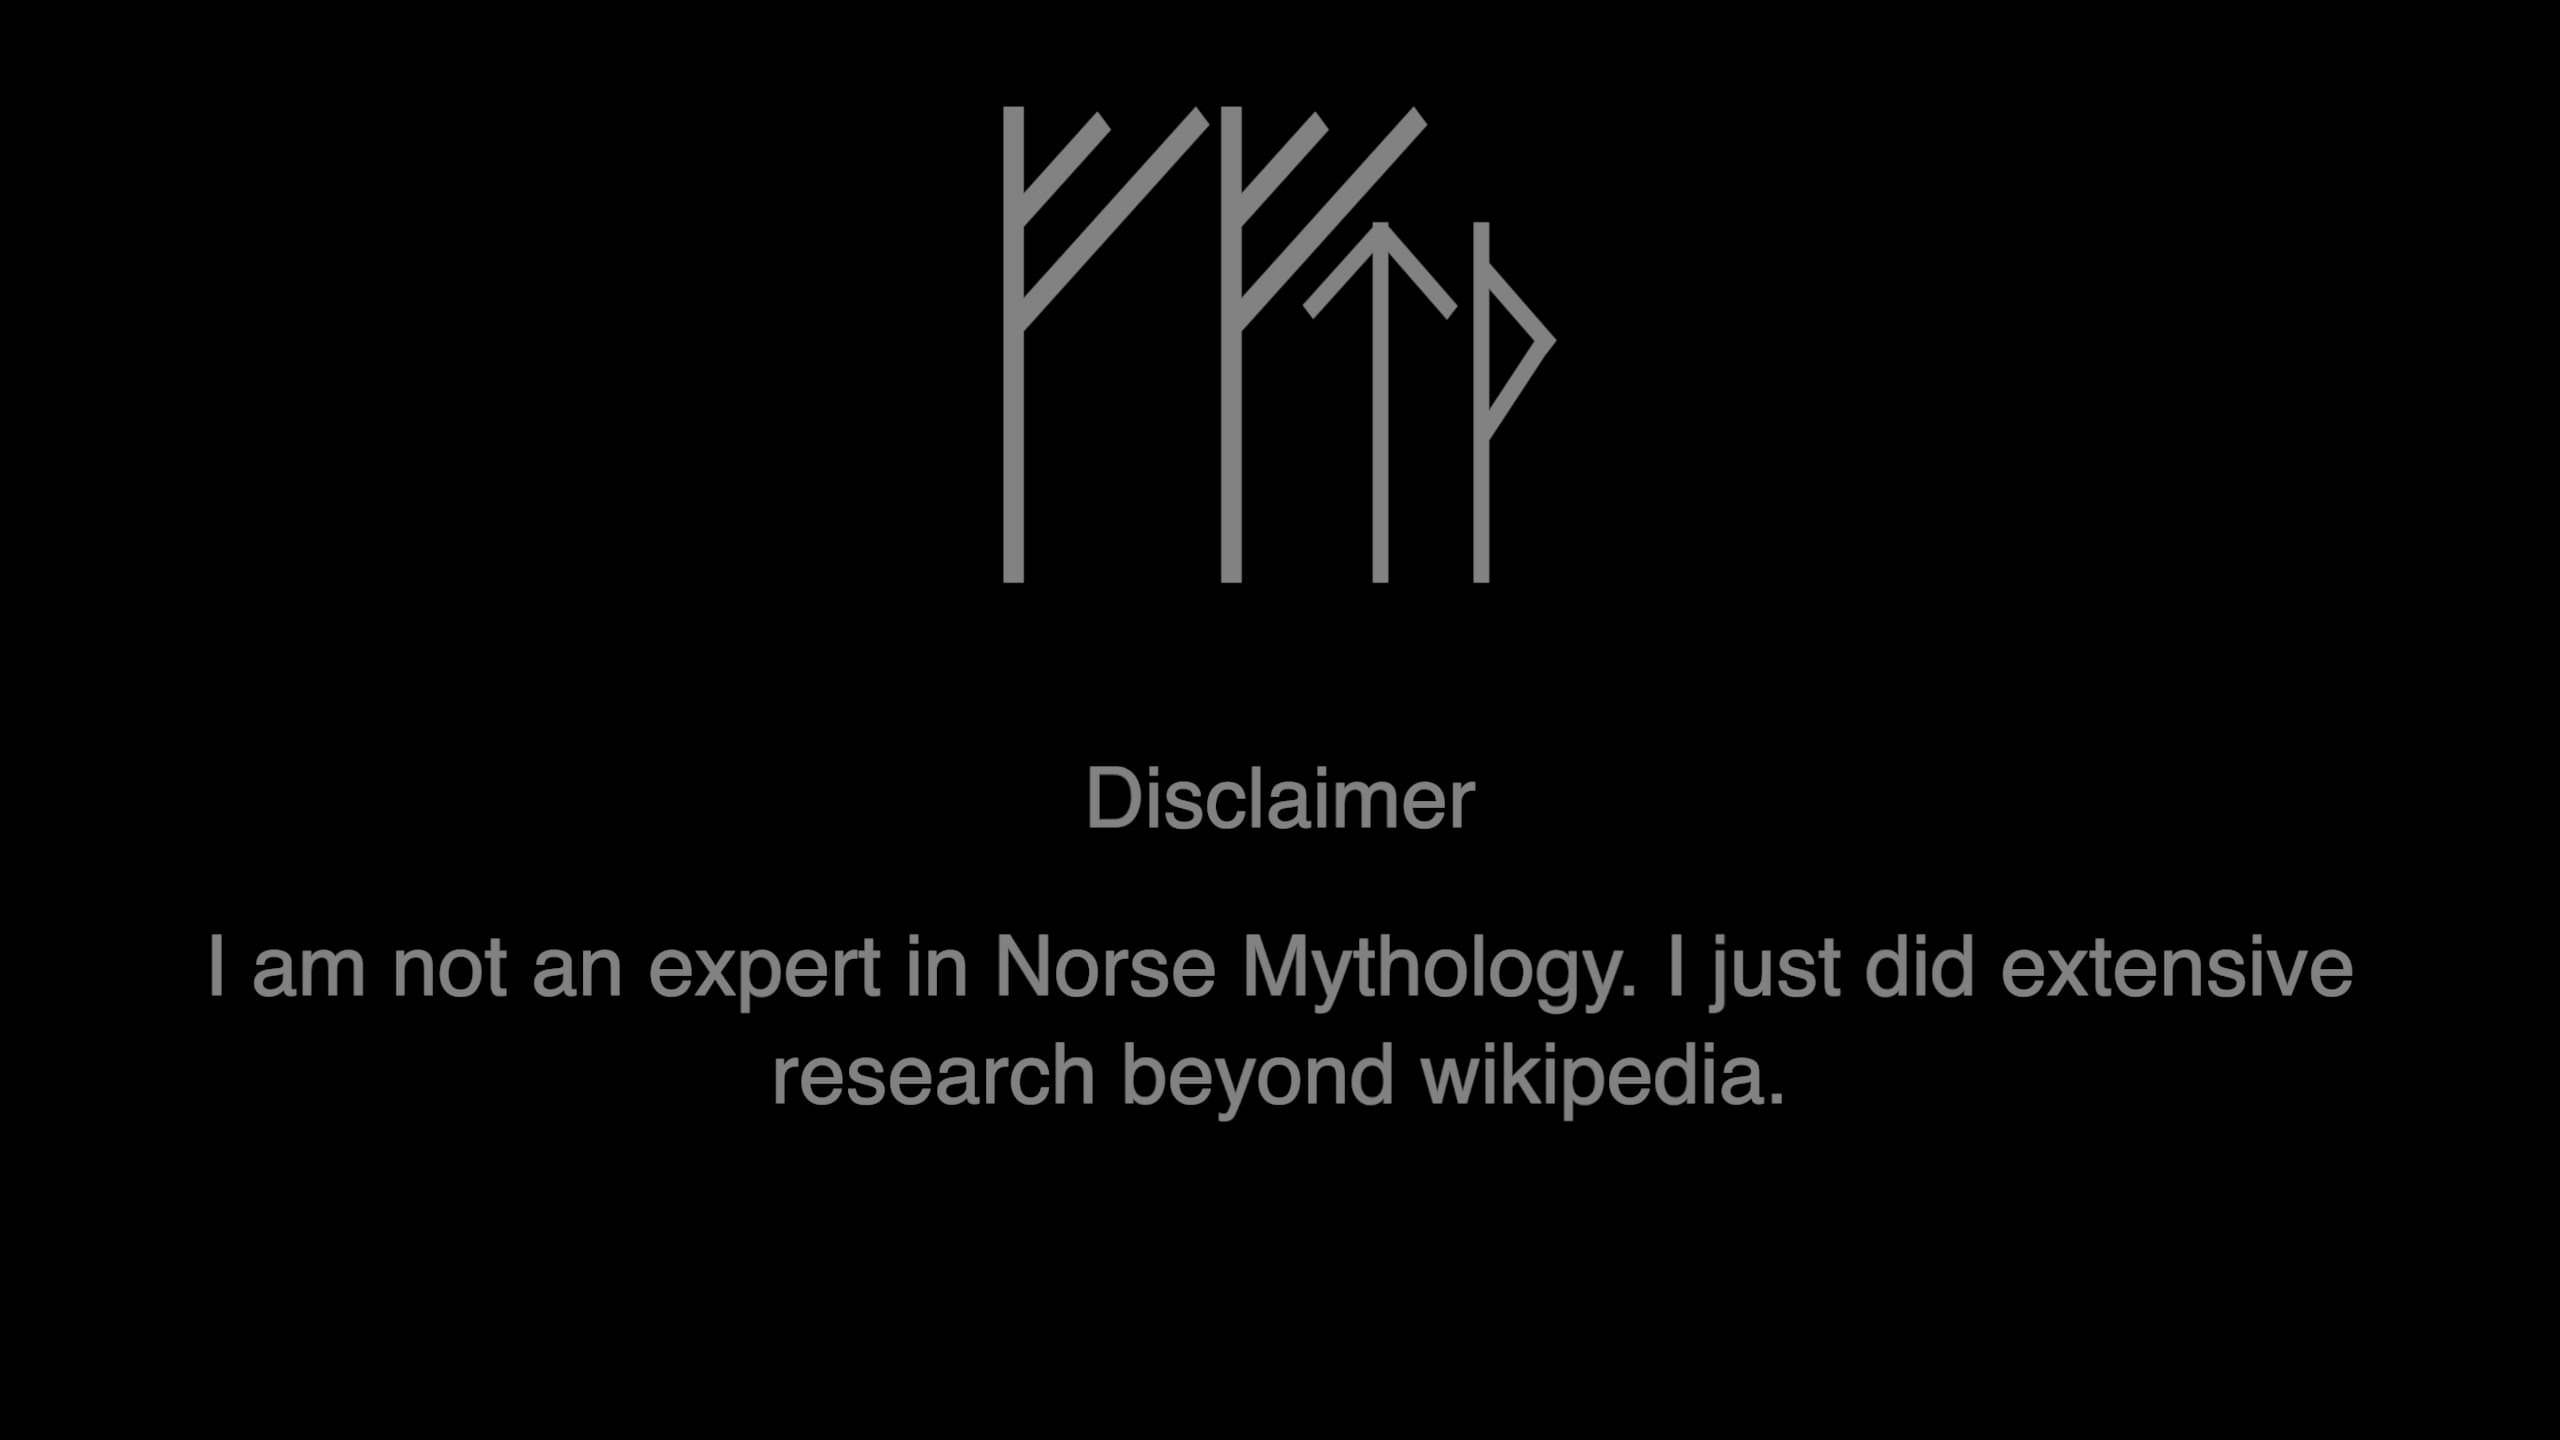 ᚠᚠᛏᚦ
Disclaimer
I am not an expert in Norse Mythology. I just did extensive
research beyond wikipedia.